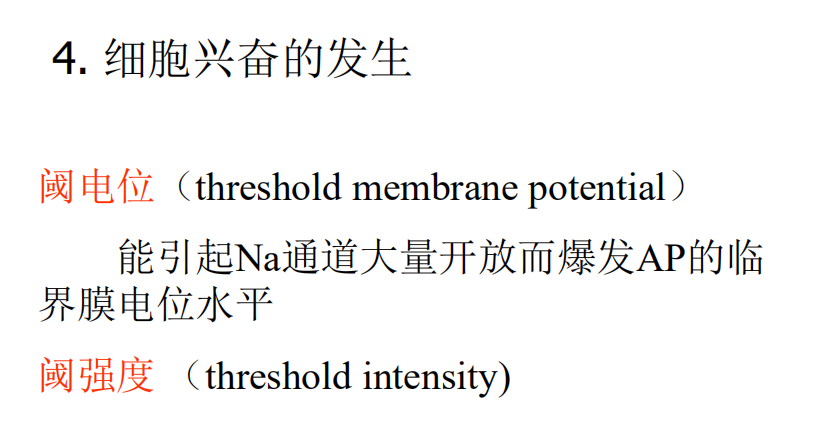 4. 细胞兴奋的发生
阈电位（threshold membrane potential）
能引起Na通道大量开放而爆发AP的临
界膜电位水平
阈强度 （threshold intensity)